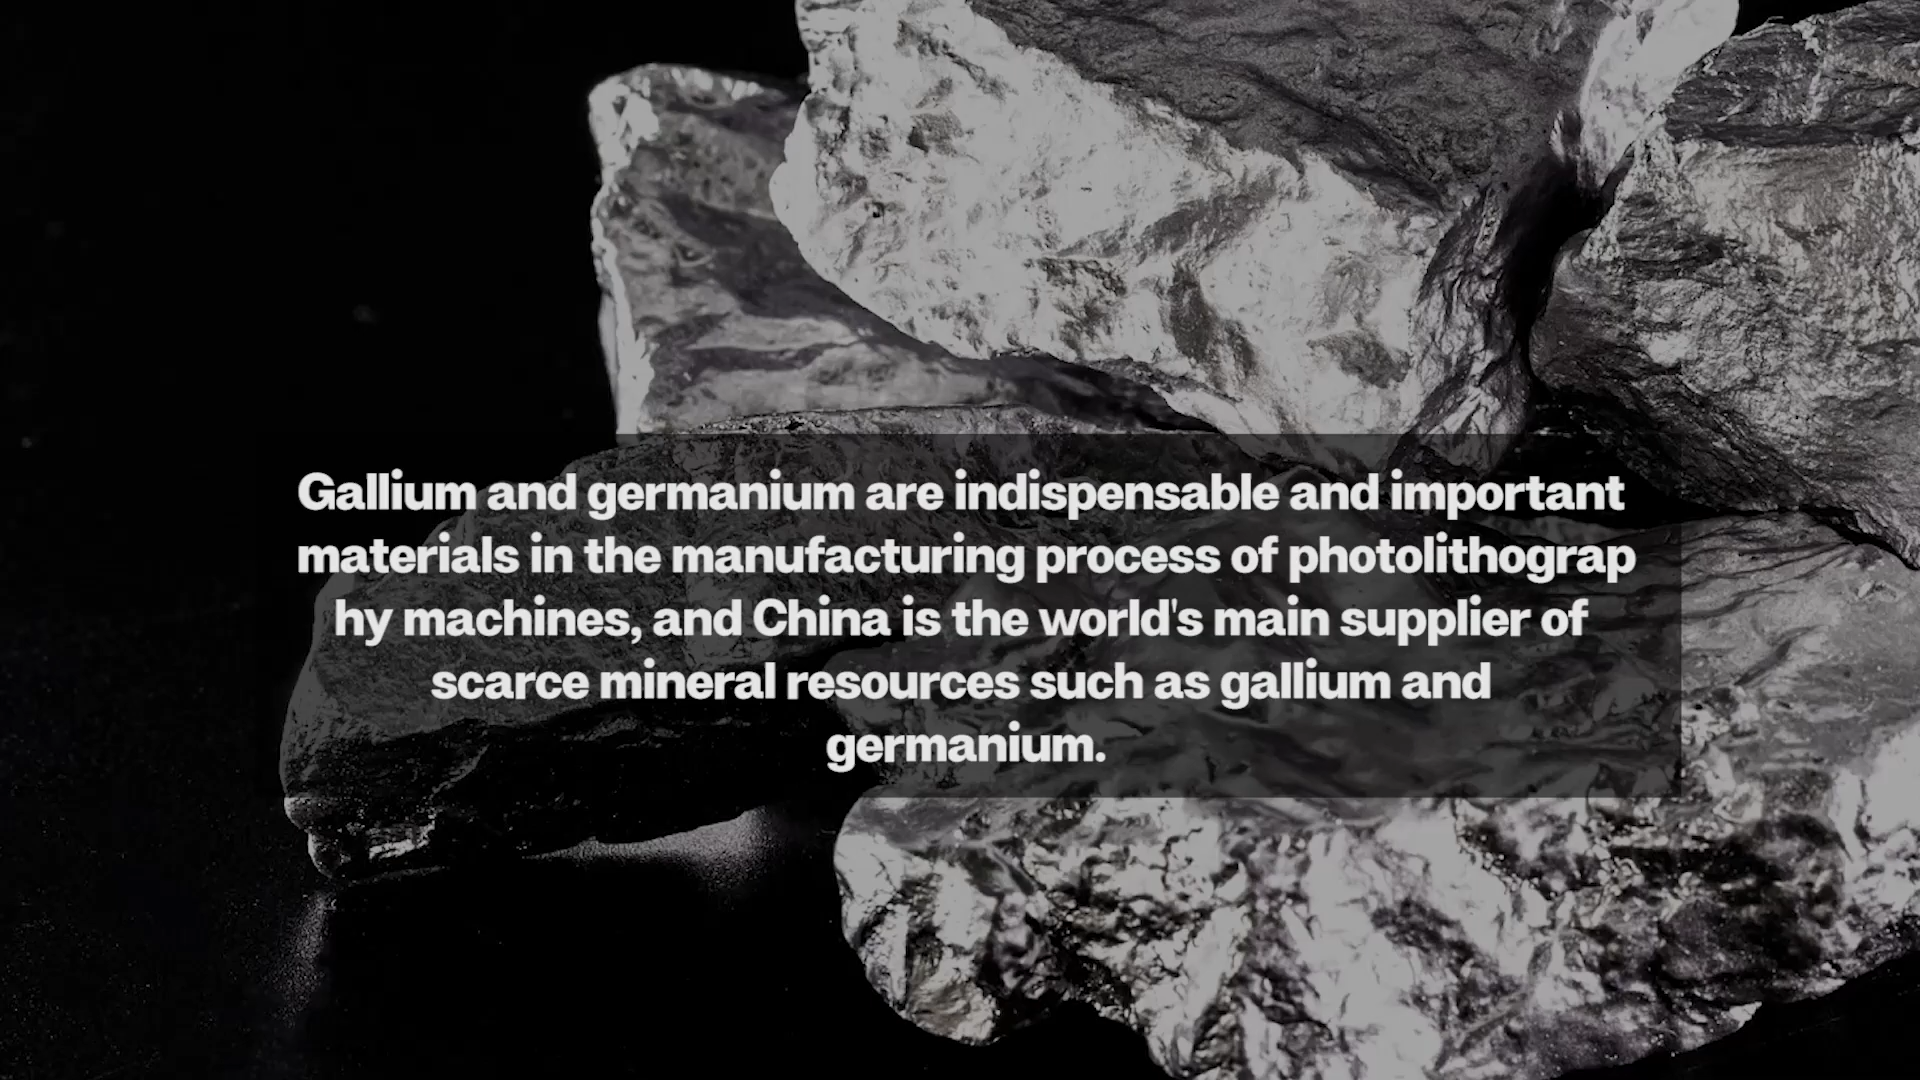 Gallium and germanium are indispensable and important
materials in the manufacturing process of photolithograp
hy machines, and China is the world's main supplier of
scarce mineral resources such as gallium and
germanium.